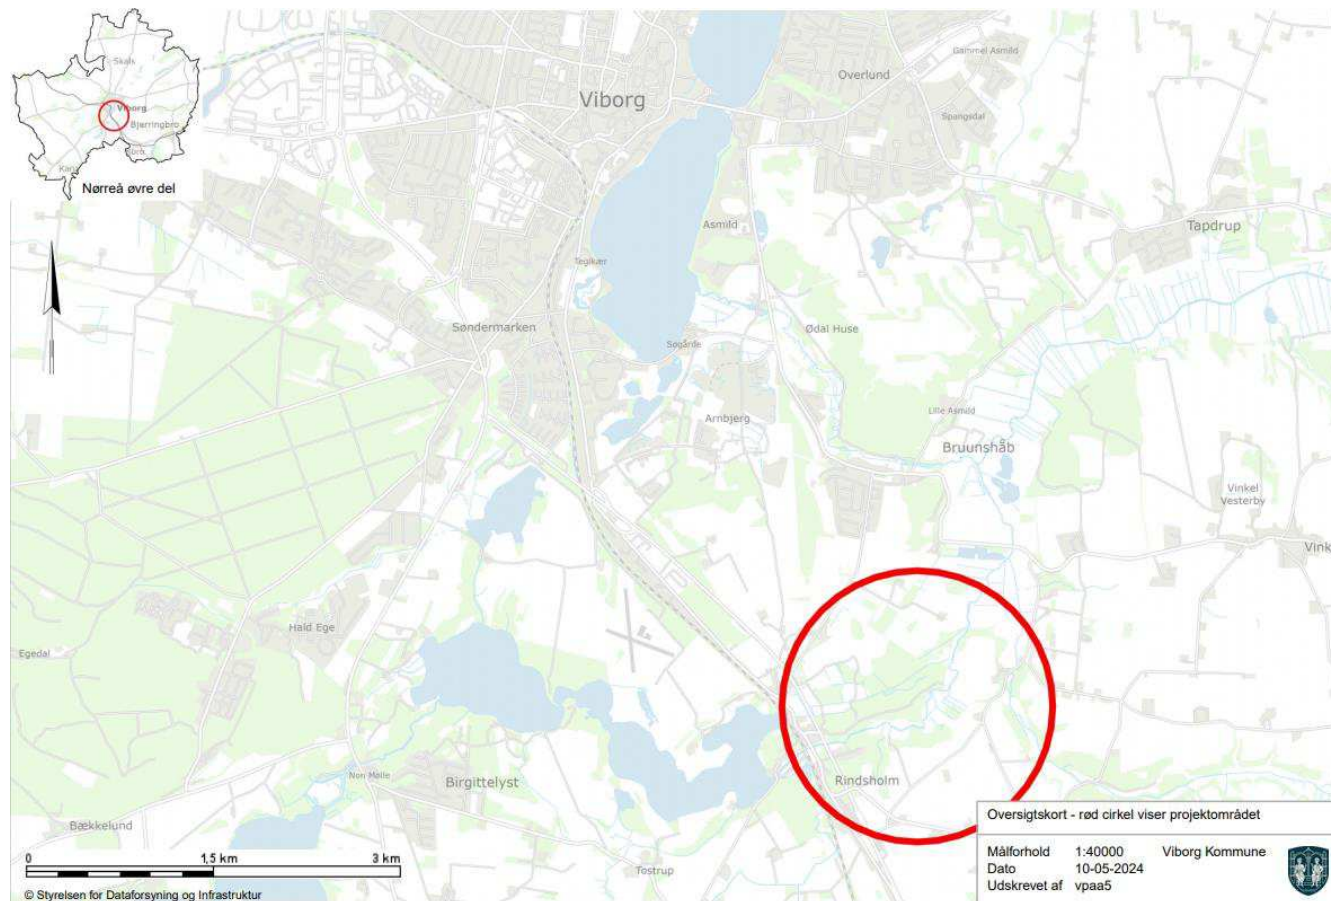 Skals
Viborg
Bjerringbro
Nørreå øvre del
Viborg
Overlund
Gammel Asmild
Spangsdal
Asmild
Tapdrup
Teglkær
Søndermarken
Ødal Huse
Søgårde
Arnbjerg
Lille Asmild
Bruunshåb
Vinkel
Vesterby
Vink
Hald Ege
Egedal
Non Mølle
Birgittelyst
Rindsholm
Bækkelund
Tostrup
0 1,5 km 3 km
© Styrelsen for Dataforsyning og Infrastruktur
Oversigtskort - rød cirkel viser projektområdet
Målforhold 1:40000 Viborg Kommune
Dato 10-05-2024
Udskrevet af vpaa5